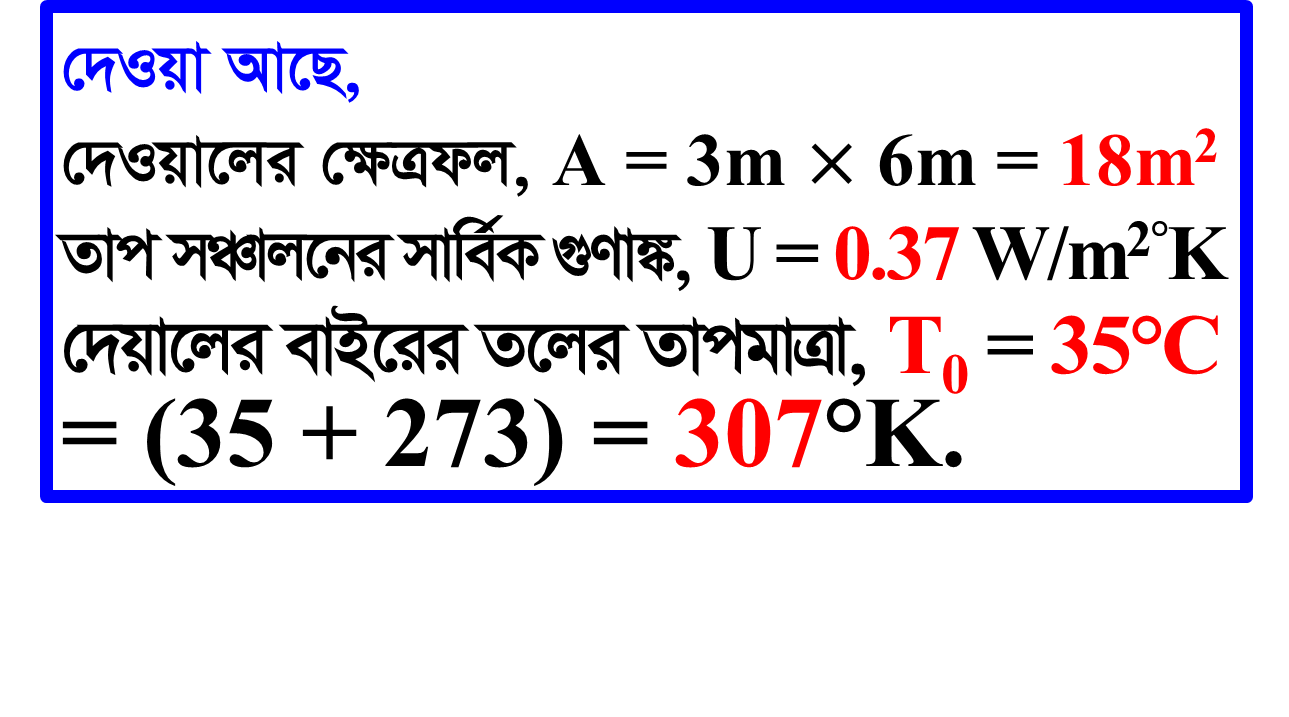 দেওয়া আছে,
দেওয়ালের ক্ষেত্রফল, A = 3m × 6m = 18m²
তাপ সঞ্চালনের সার্বিক গুণাঙ্ক, U = 0.37 W/m²°K
দেয়ালের বাইরের তলের তাপমাত্রা, T₀ = 35°C
= (35 + 273) = 307°K.